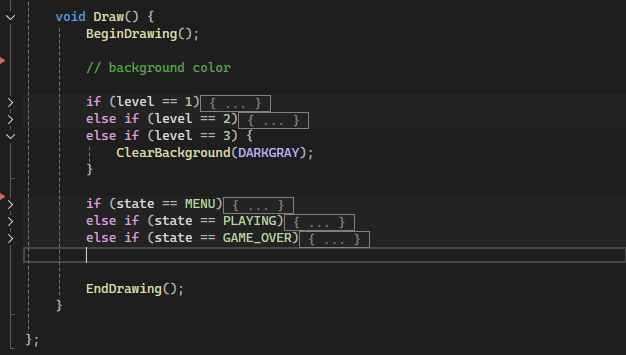 void Draw() {
BeginDrawing();
// background color
if (level == 1){ ... }
else if (level == 2){ ... }
else if (level == 3) {
ClearBackground(DARKGRAY);
}
if (state == MENU){ ... }
else if (state == PLAYING){ ... }
else if (state == GAME_OVER){ ... }
EndDrawing();
}
};